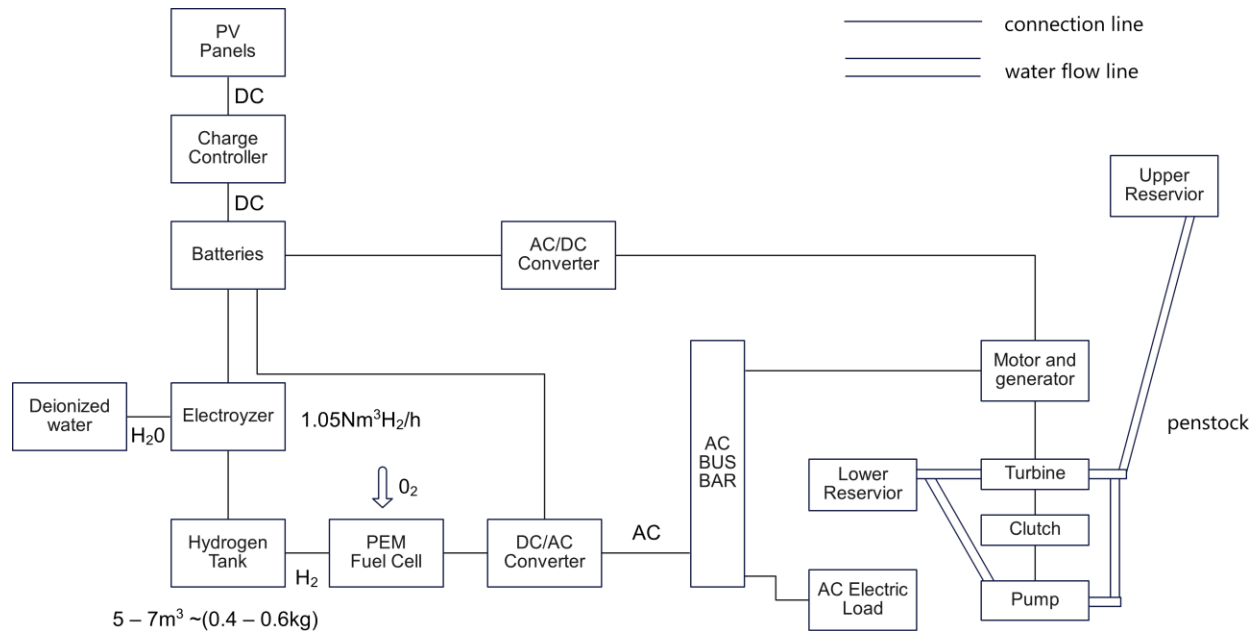 PV
Panels
connection line
water flow line
DC
Charge
Controller
DC
Upper
Reservior
Batteries
AC/DC
Converter
Motor and
generator
Deionized
water
H₂0
Electroyzer
1.05Nm³H₂/h
penstock
AC
BUS
BAR
Lower
Reservior
Turbine
0₂
Clutch
Hydrogen
Tank
H₂
PEM
Fuel Cell
DC/AC
Converter
AC
AC Electric
Load
Pump
5 – 7m³ ~(0.4 – 0.6kg)